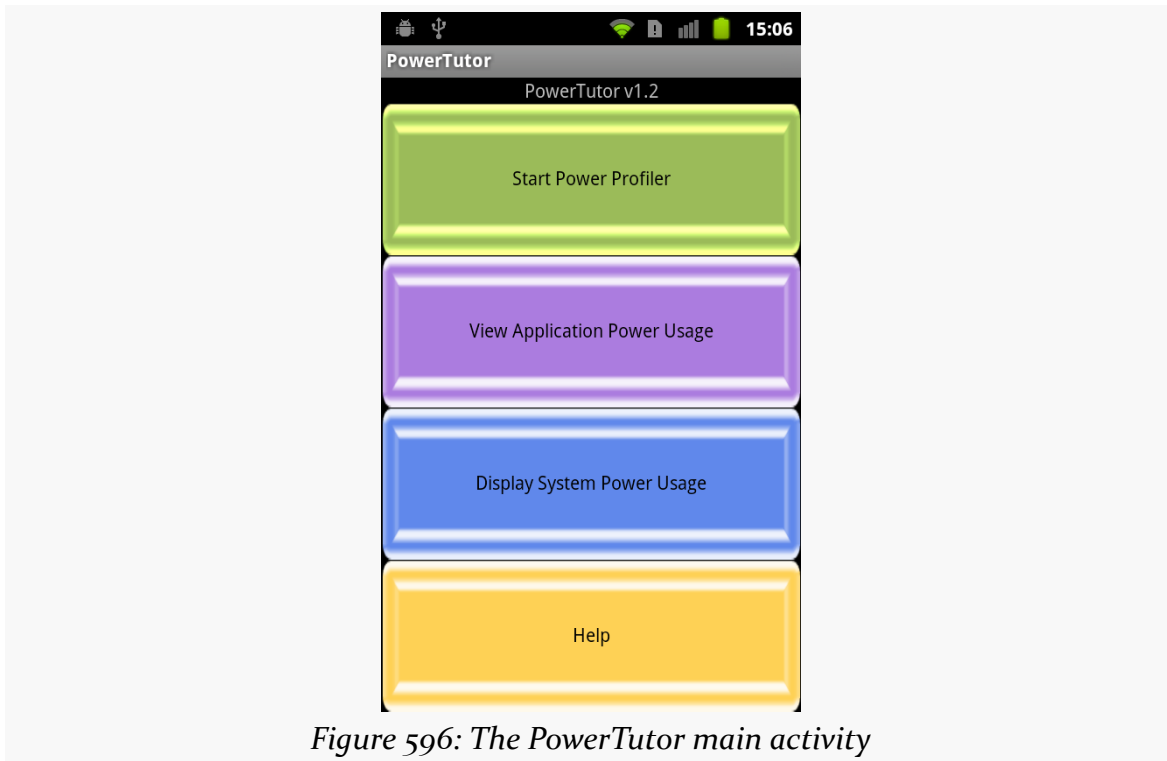 15:06
PowerTutor
PowerTutor v1.2
Start Power Profiler
View Application Power Usage
Display System Power Usage
Help
Figure 596: The PowerTutor main activity